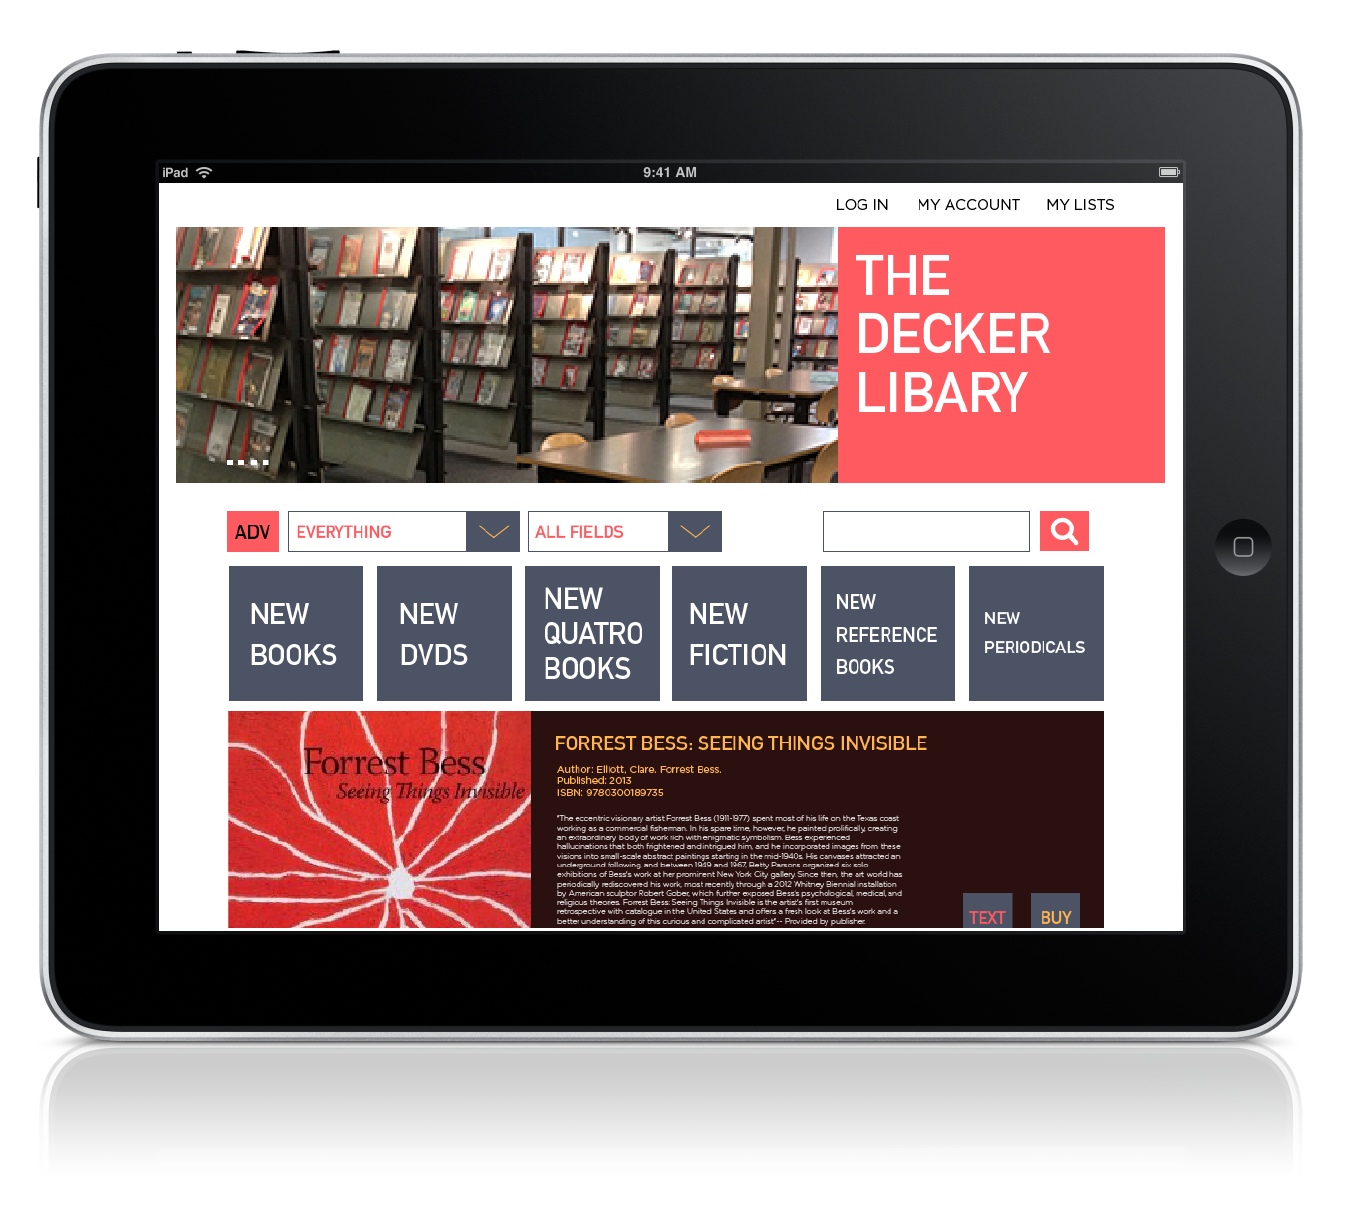 iPad
9:41 AM
LOG IN MY ACCOUNT MY LISTS
THE
DECKER
LIBARY
ADV EVERYTHING ALL FIELDS
NEW
BOOKS
NEW
DVDS
NEW
QUATRO
BOOKS
NEW
FICTION
NEW
REFERENCE
BOOKS
NEW
PERIODICALS
Forrest Bess
Seeing Things Invisible
FORREST BESS: SEEING THINGS INVISIBLE
Author: Elliott, Clare. Forrest Bess.
Published: 2013
ISBN: 9780300189735
"The eccentric visionary artist Forrest Bess (1911-1977) spent most of his life on the Texas coast
working as a commercial fisherman. In his spare time, however, he painted prolifically, creating
an extraordinary body of work rich with enigmatic symbolism. Bess experienced
hallucinations that both frightened and intrigued him, and he incorporated images from these
visions into small-scale abstract paintings starting in the mid-1940s. His canvases attracted an
underground following, and between 1949 and 1967, Betty Parsons organized six solo
exhibitions of Bess's work at her prominent New York City gallery. Since then, the art world has
periodically rediscovered his work, most recently through a 2012 Whitney Biennial installation
by American sculptor Robert Gober, which further exposed Bess's psychological, medical, and
religious theories. Forrest Bess: Seeing Things Invisible is the artist's first museum
retrospective with catalogue in the United States and offers a fresh look at Bess's work and a
better understanding of this curious and complicated artist"-- Provided by publisher.
TEXT BUY